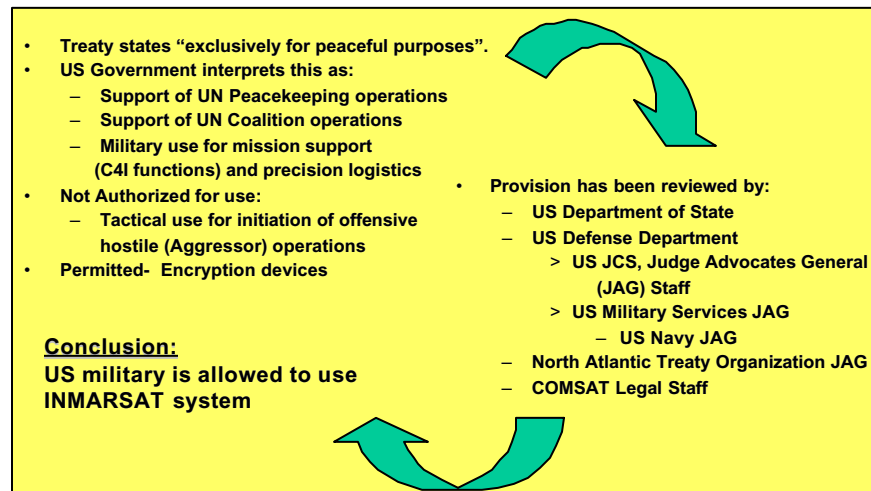 • Treaty states “exclusively for peaceful purposes”.
• US Government interprets this as:
– Support of UN Peacekeeping operations
– Support of UN Coalition operations
– Military use for mission support
(C4I functions) and precision logistics
• Not Authorized for use:
– Tactical use for initiation of offensive
hostile (Aggressor) operations
• Permitted- Encryption devices
• Provision has been reviewed by:
– US Department of State
– US Defense Department
> US JCS, Judge Advocates General
(JAG) Staff
> US Military Services JAG
– US Navy JAG
– North Atlantic Treaty Organization JAG
– COMSAT Legal Staff
Conclusion:
US military is allowed to use
INMARSAT system